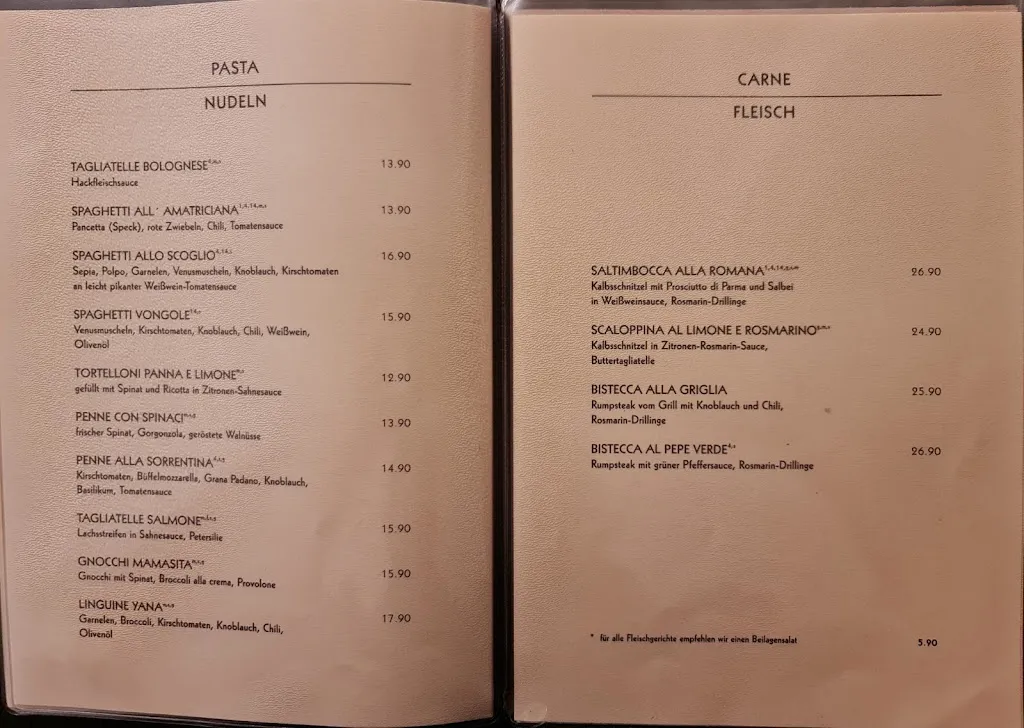 PASTA
NUDELN
TAGLIATELLE BOLOGNESE 13.90
Hackfleischsauce
SPAGHETTI ALL´ AMATRICIANA 13.90
Pancetta (Speck), rote Zwiebeln, Chili, Tomatensauce
SPAGHETTI ALLO SCOGLIO 16.90
Sepia, Polpo, Garnelen, Venusmuscheln, Knoblauch, Kirschtomaten
an leicht pikanter Weißwein-Tomatensauce
SPAGHETTI VONGOLE 15.90
Venusmuscheln, Kirschtomaten, Knoblauch, Chili, Weißwein,
Olivenöl
TORTELLONI PANNA E LIMONE 12.90
gefüllt mit Spinat und Ricotta in Zitronen-Sahnesauce
PENNE CON SPINACI 13.90
frischer Spinat, Gorgonzola, geröstete Walnüsse
PENNE ALLA SORRENTINA 14.90
Kirschtomaten, Büffelmozzarella, Grana Padano, Knoblauch,
Basilikum, Tomatensauce
TAGLIATELLE SALMONE 15.90
Lachsstreifen in Sahnesauce, Petersilie
GNOCCHI MAMASITA 15.90
Gnocchi mit Spinat, Broccoli alla crema, Provolone
LINGUINE YANA 17.90
Garnelen, Broccoli, Kirschtomaten, Knoblauch, Chili,
Olivenöl
CARNE
FLEISCH
SALTIMBOCCA ALLA ROMANA 26.90
Kalbsschnitzel mit Prosciutto di Parma und Salbei
in Weißweinsauce, Rosmarin-Drillinge
SCALOPPINA AL LIMONE E ROSMARINO 24.90
Kalbsschnitzel in Zitronen-Rosmarin-Sauce,
Buttertagliatelle
BISTECCA ALLA GRIGLIA 25.90
Rumpsteak vom Grill mit Knoblauch und Chili,
Rosmarin-Drillinge
BISTECCA AL PEPE VERDE 26.90
Rumpsteak mit grüner Pfeffersauce, Rosmarin-Drillinge
* für alle Fleischgerichte empfehlen wir einen Beilagensalat 5.90